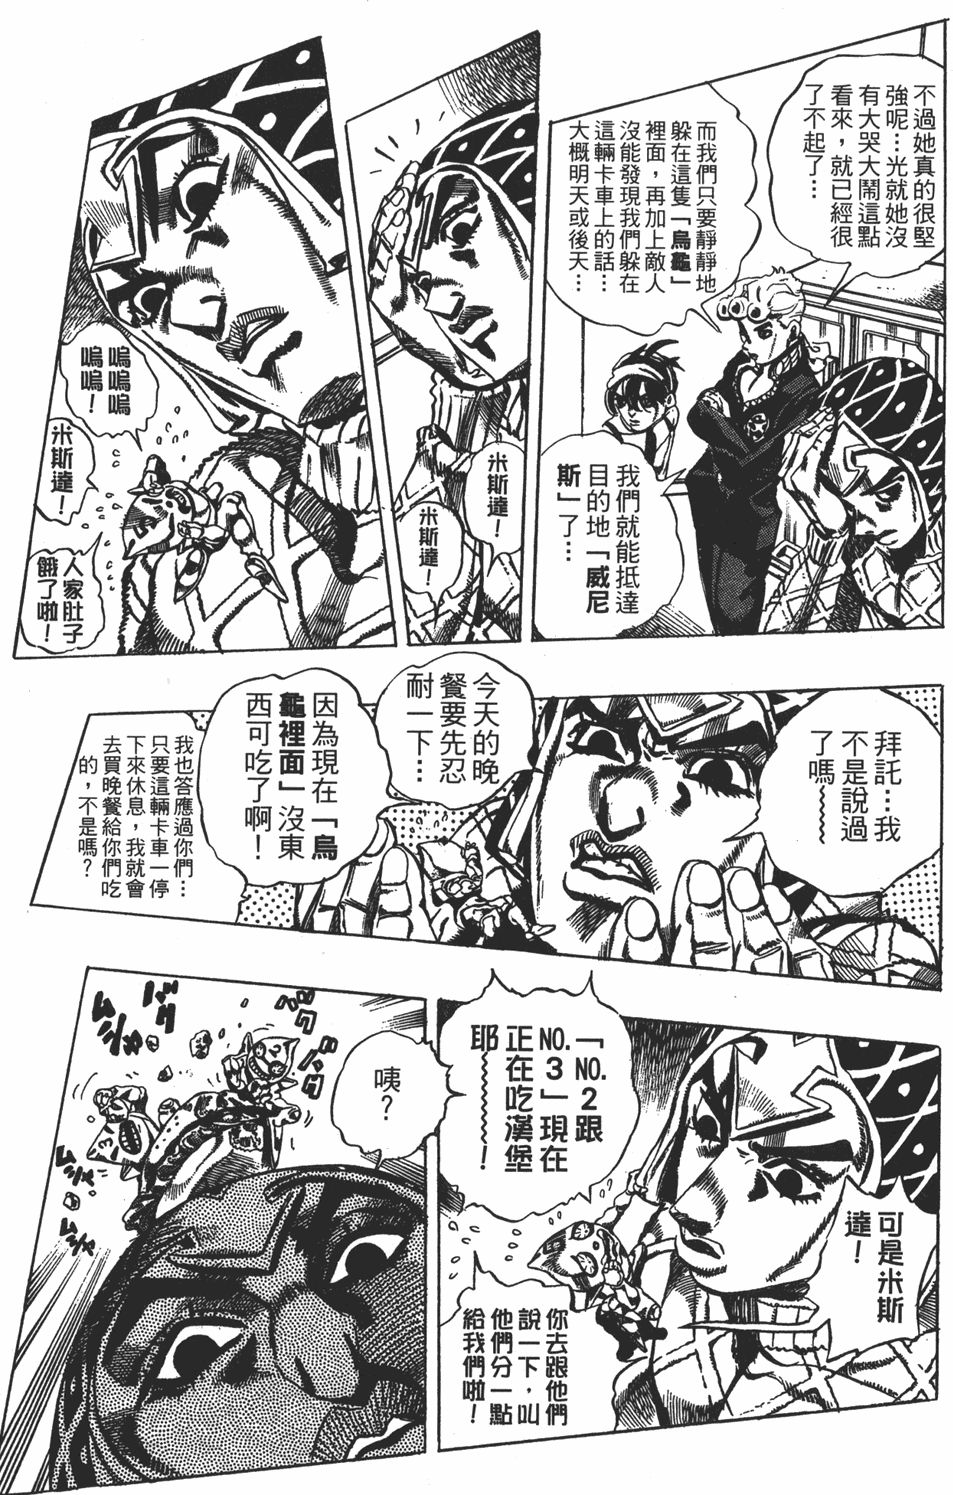 不過她真的很堅
強呢…光就她沒
有大哭大鬧這點
看來，就已經很
了不起了…
而我們只要靜靜地
躲在這隻「烏龜」
裡面，再加上敵人
沒能發現我們躲在
這輛卡車上的話…
大概明天或後天…
我們就能抵達
目的地「威尼
斯」了…
米斯達！
米斯達！
嗚嗚嗚
嗚嗚！
米斯達！
人家肚子
餓了啦！
拜託…我
不是說過
了嗎～～
今天的晚
餐要先忍
耐一下…
因為現在「烏
龜裡面」沒東
西可吃了啊！
我也答應過你們…
只要這輛卡車一停
下來休息，我就會
去買晚餐給你們吃
的，不是嗎？
可是米斯
達！
「NO.2跟
NO.3」現在
正在吃漢堡
耶～～！
你去跟他們
說一下，叫
他們分一點
給我們啦！
咦？